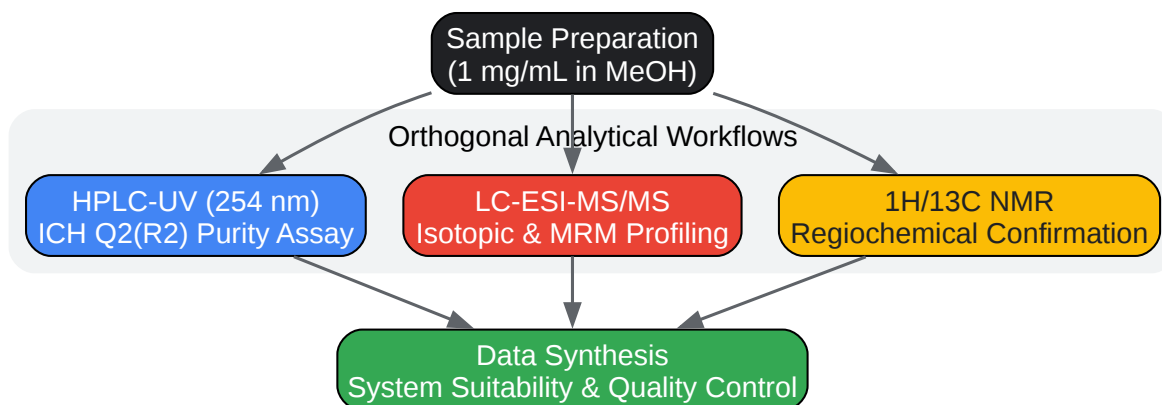 Sample Preparation
(1 mg/mL in MeOH)
Orthogonal Analytical Workflows
HPLC-UV (254 nm)
ICH Q2(R2) Purity Assay
LC-ESI-MS/MS
Isotopic & MRM Profiling
1H/13C NMR
Regiochemical Confirmation
Data Synthesis
System Suitability & Quality Control